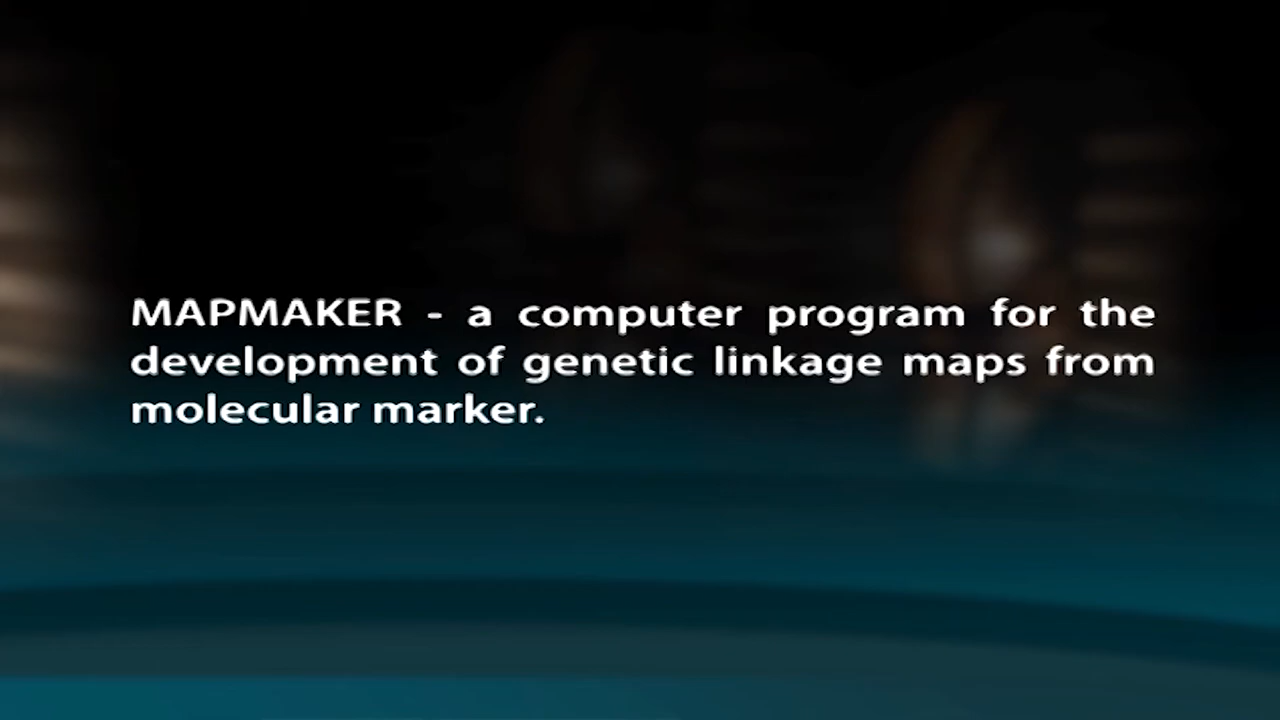 MAPMAKER - a computer program for the
development of genetic linkage maps from
molecular marker.